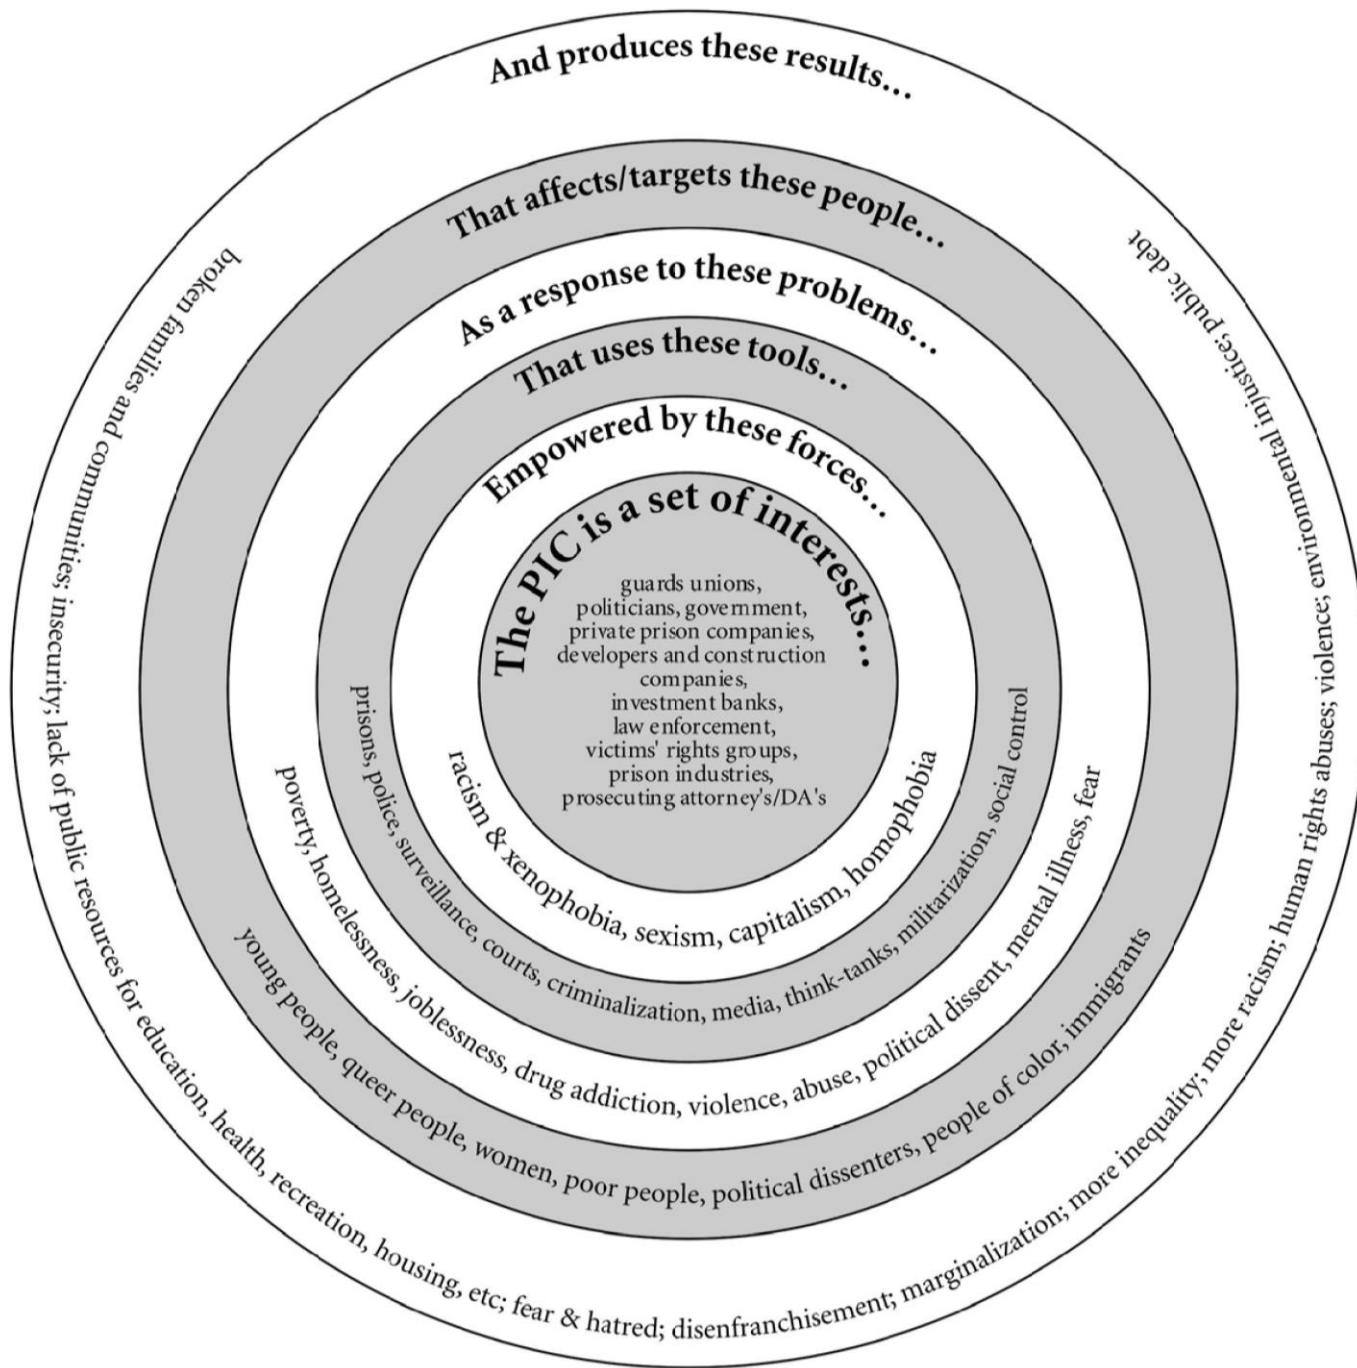 And produces these results...
broken families and communities; insecurity; lack of public resources for education, health, recreation, housing, etc; fear & hatred; disenfranchisement; marginalization; more inequality; more racism; human rights abuses; violence; environmental injustice; public debt
That affects/targets these people...
young people, queer people, women, poor people, political dissenters, people of color, immigrants
As a response to these problems...
poverty, homelessness, joblessness, drug addiction, violence, abuse, political dissent, mental illness, fear
That uses these tools...
prisons, police, surveillance, courts, criminalization, media, think-tanks, militarization, social control
Empowered by these forces...
racism & xenophobia, sexism, capitalism, homophobia
The PIC is a set of interests...
guards unions,
politicians, government,
private prison companies,
developers and construction
companies,
investment banks,
law enforcement,
victims' rights groups,
prison industries,
prosecuting attorney's/DA's